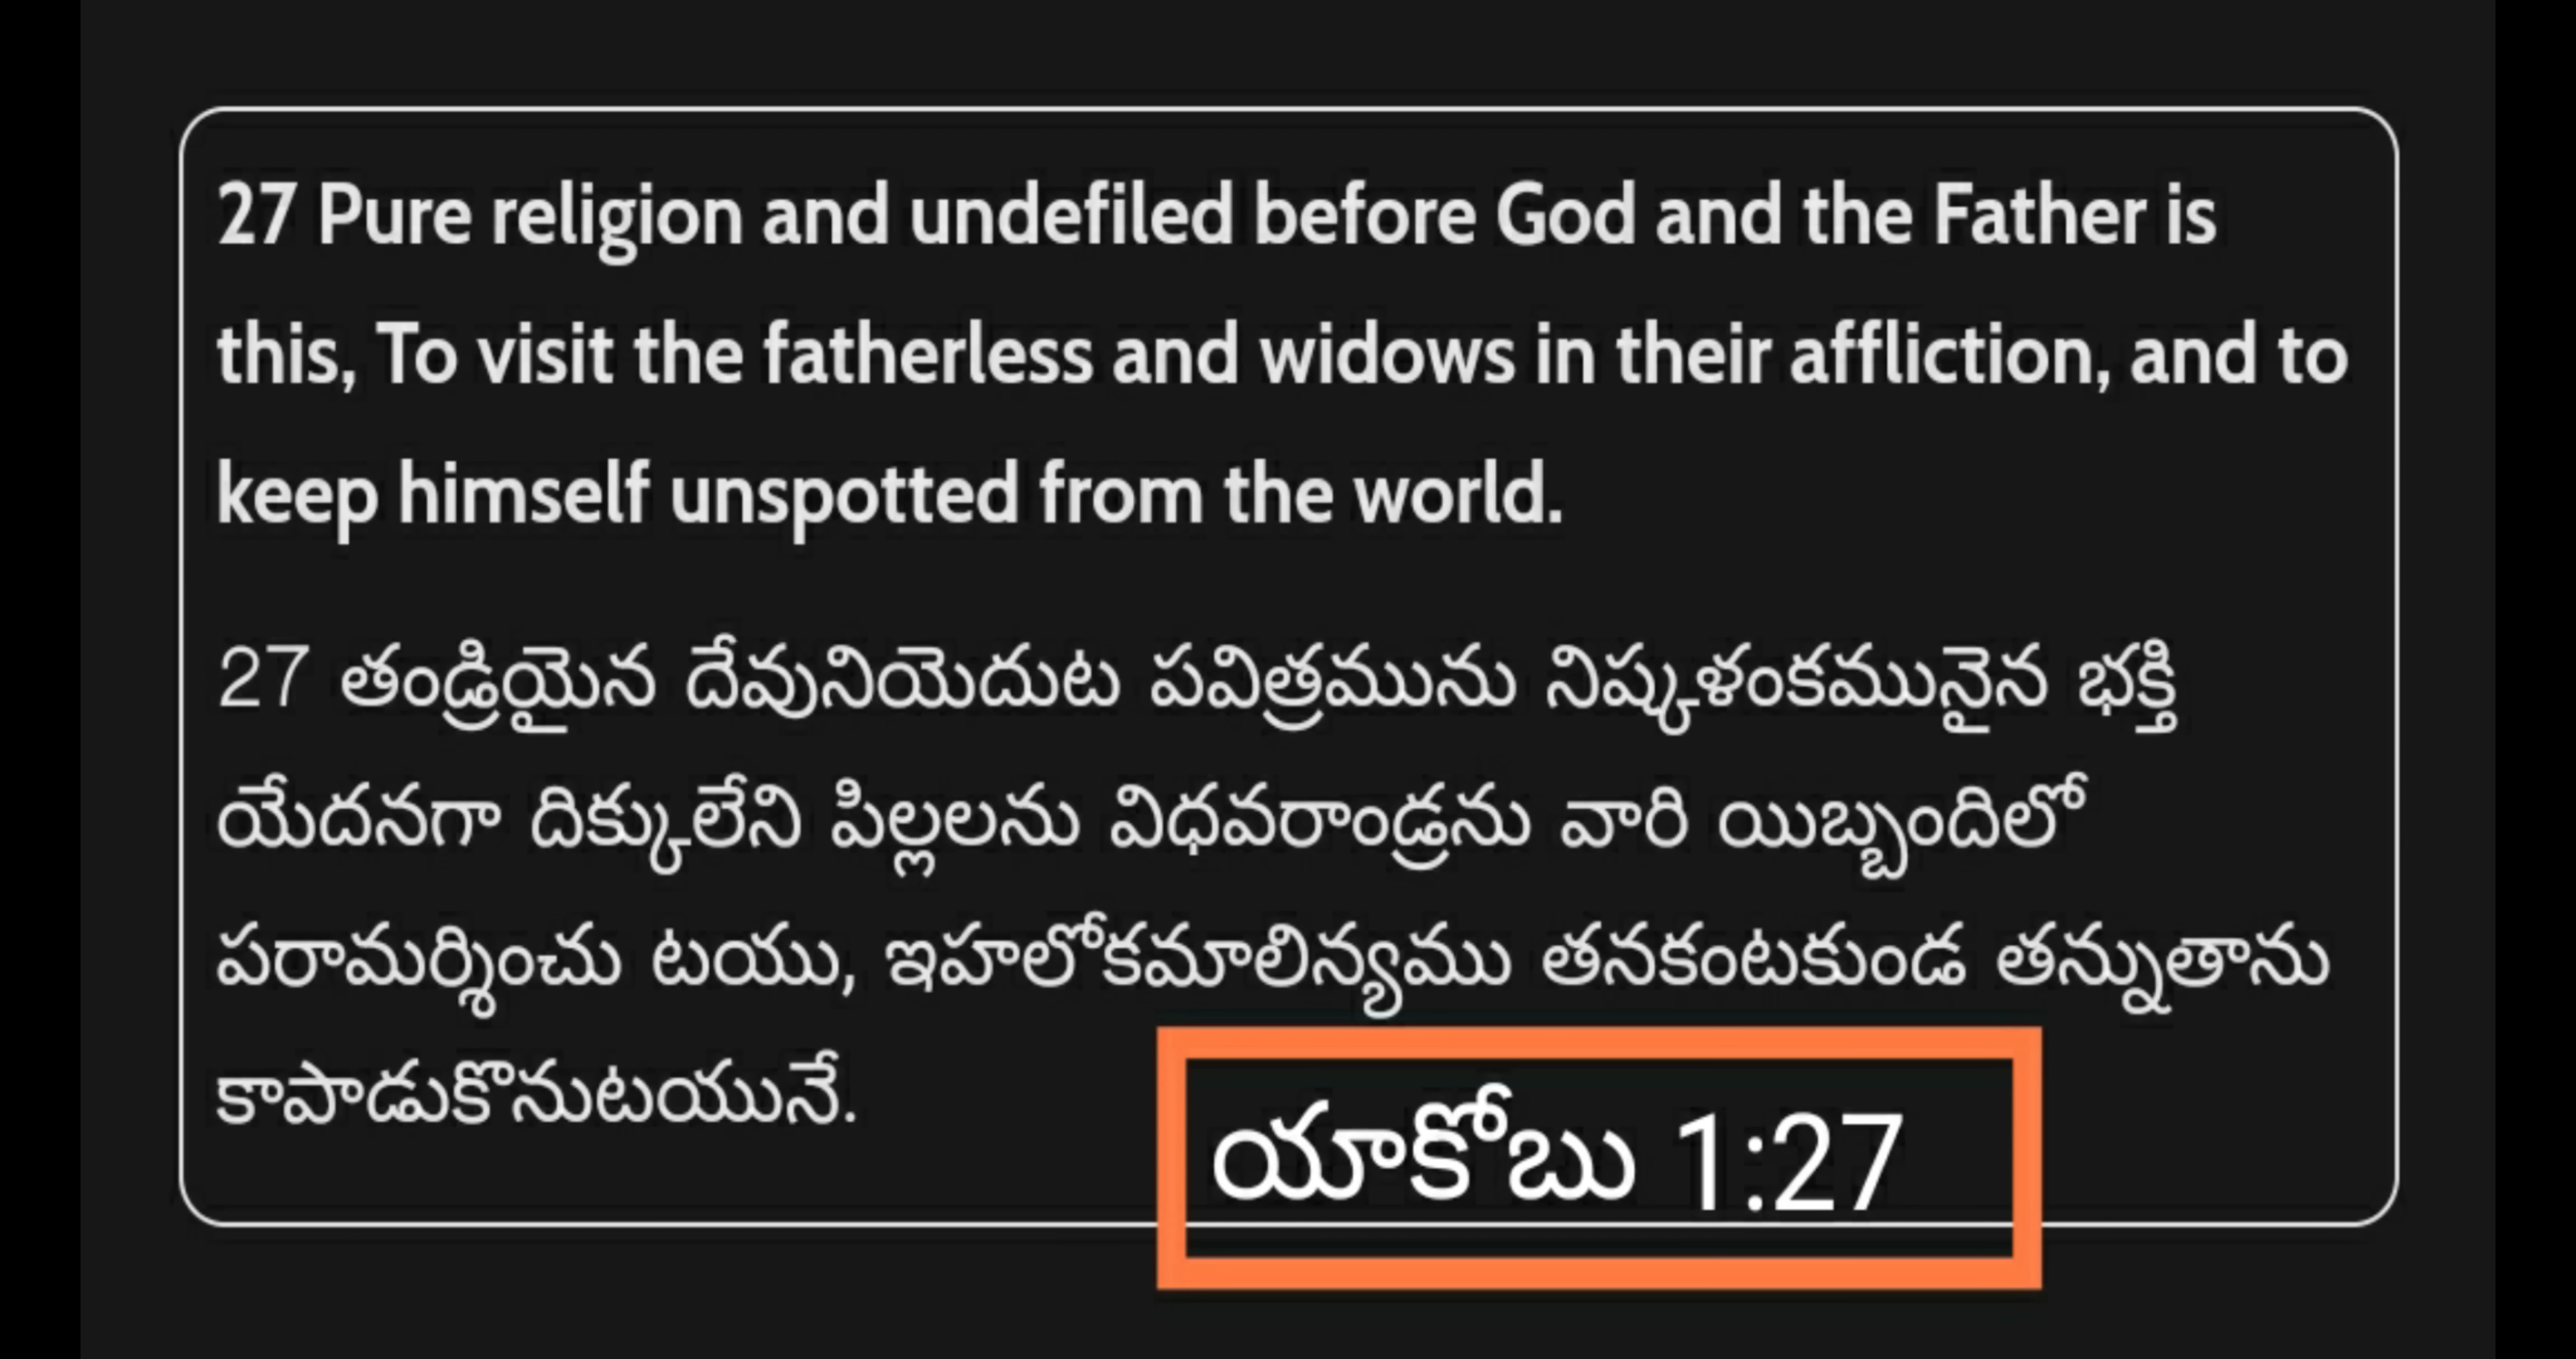 27 Pure religion and undefiled before God and the Father is
this, To visit the fatherless and widows in their affliction, and to
keep himself unspotted from the world.
27 తండ్రియైన దేవునియెదుట పవిత్రమును నిష్కళంకమునైన భక్తి
యేదనగా దిక్కులేని పిల్లలను విధవరాండ్రను వారి యిబ్బందిలో
పరామర్శించు టయు, ఇహలోకమాలిన్యము తనకంటకుండ తన్నుతాను
కాపాడుకొనుటయునే.
యాకోబు 1:27